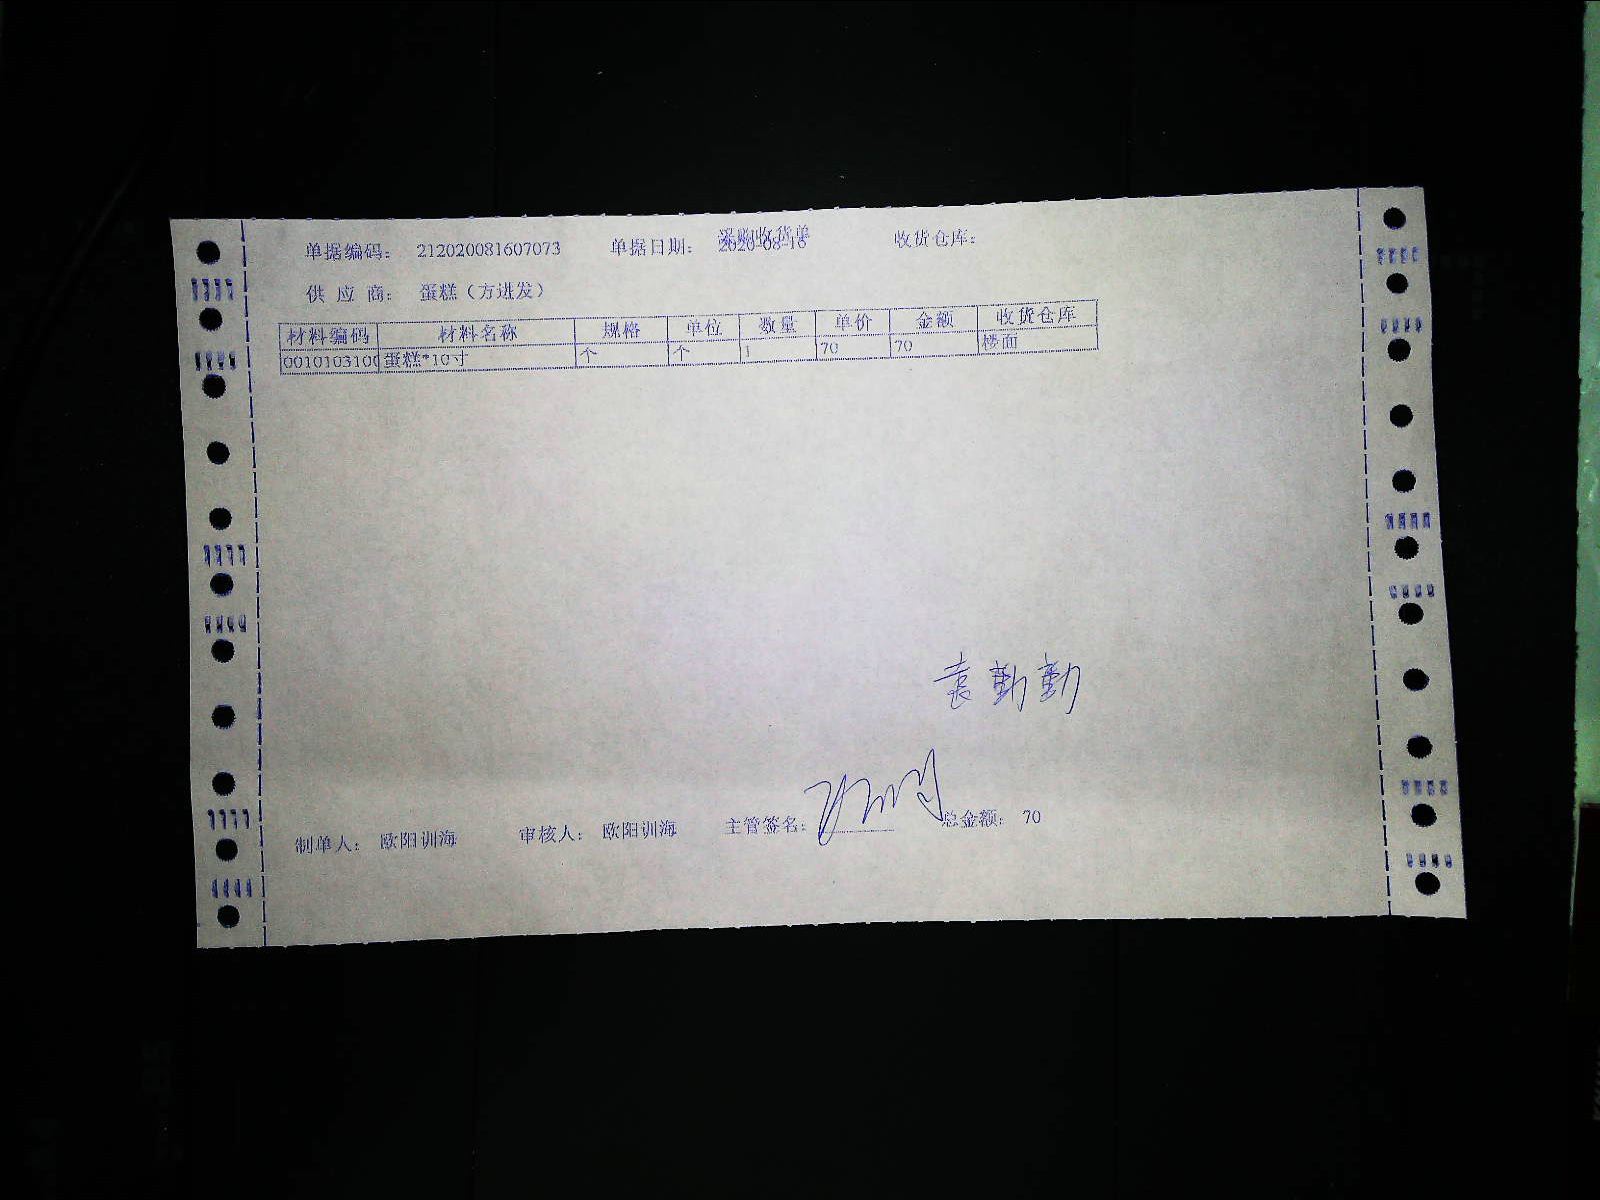 采购收货单
单据编码： 212020081607073 单据日期： 2020-08-16 收货仓库：
供 应 商： 蛋糕（方进发）
材料编码 材料名称 规格 单位 数量 单价 金额 收货仓库
0010103100 蛋糕*10寸 个 个 1 70 70 楼面
袁勤勤
制单人： 欧阳训海 审核人： 欧阳训海 主管签名： 总金额： 70